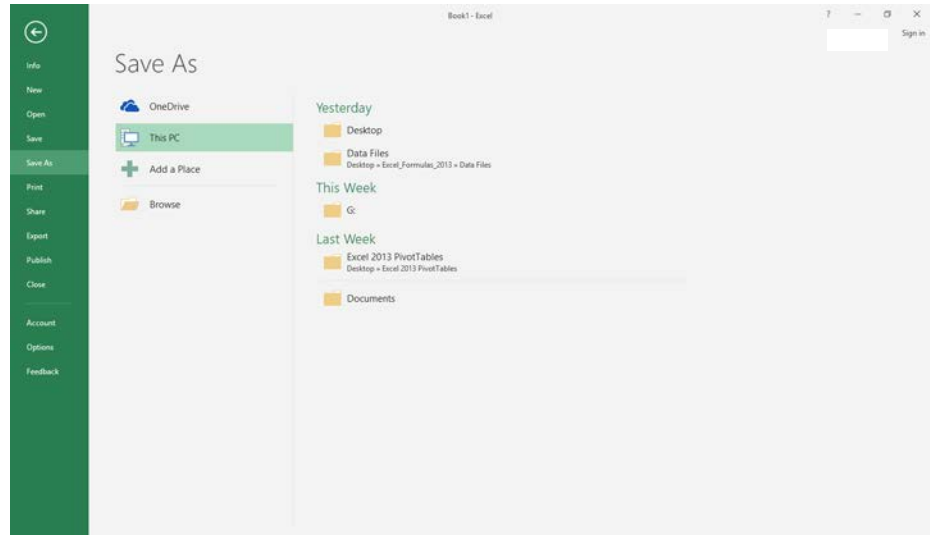 Book1 - Excel
?
Sign in
Info
New
Open
Save
Save As
Print
Share
Export
Publish
Close
Account
Options
Feedback
Save As
OneDrive
This PC
Add a Place
Browse
Yesterday
Desktop
Data Files
Desktop » Excel_Formulas_2013 » Data Files
This Week
G:
Last Week
Excel 2013 PivotTables
Desktop » Excel 2013 PivotTables
Documents